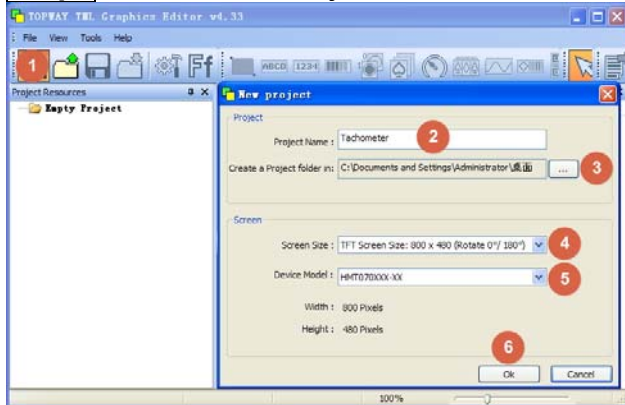 TOPWAY TML Graphics Editor v4.33
File View Tools Help
1
Ff
ABCD
1234
Project Resources
Empty Project
New project
Project
Project Name : Tachometer 2
Create a Project folder in: C:\Documents and Settings\Administrator\桌面 ... 3
Screen
Screen Size : TFT Screen Size: 800 x 480 (Rotate 0°/ 180°) 4
Device Model : HMT070XXX-XX 5
Width : 800 Pixels
Height : 480 Pixels
6
Ok Cancel
100%